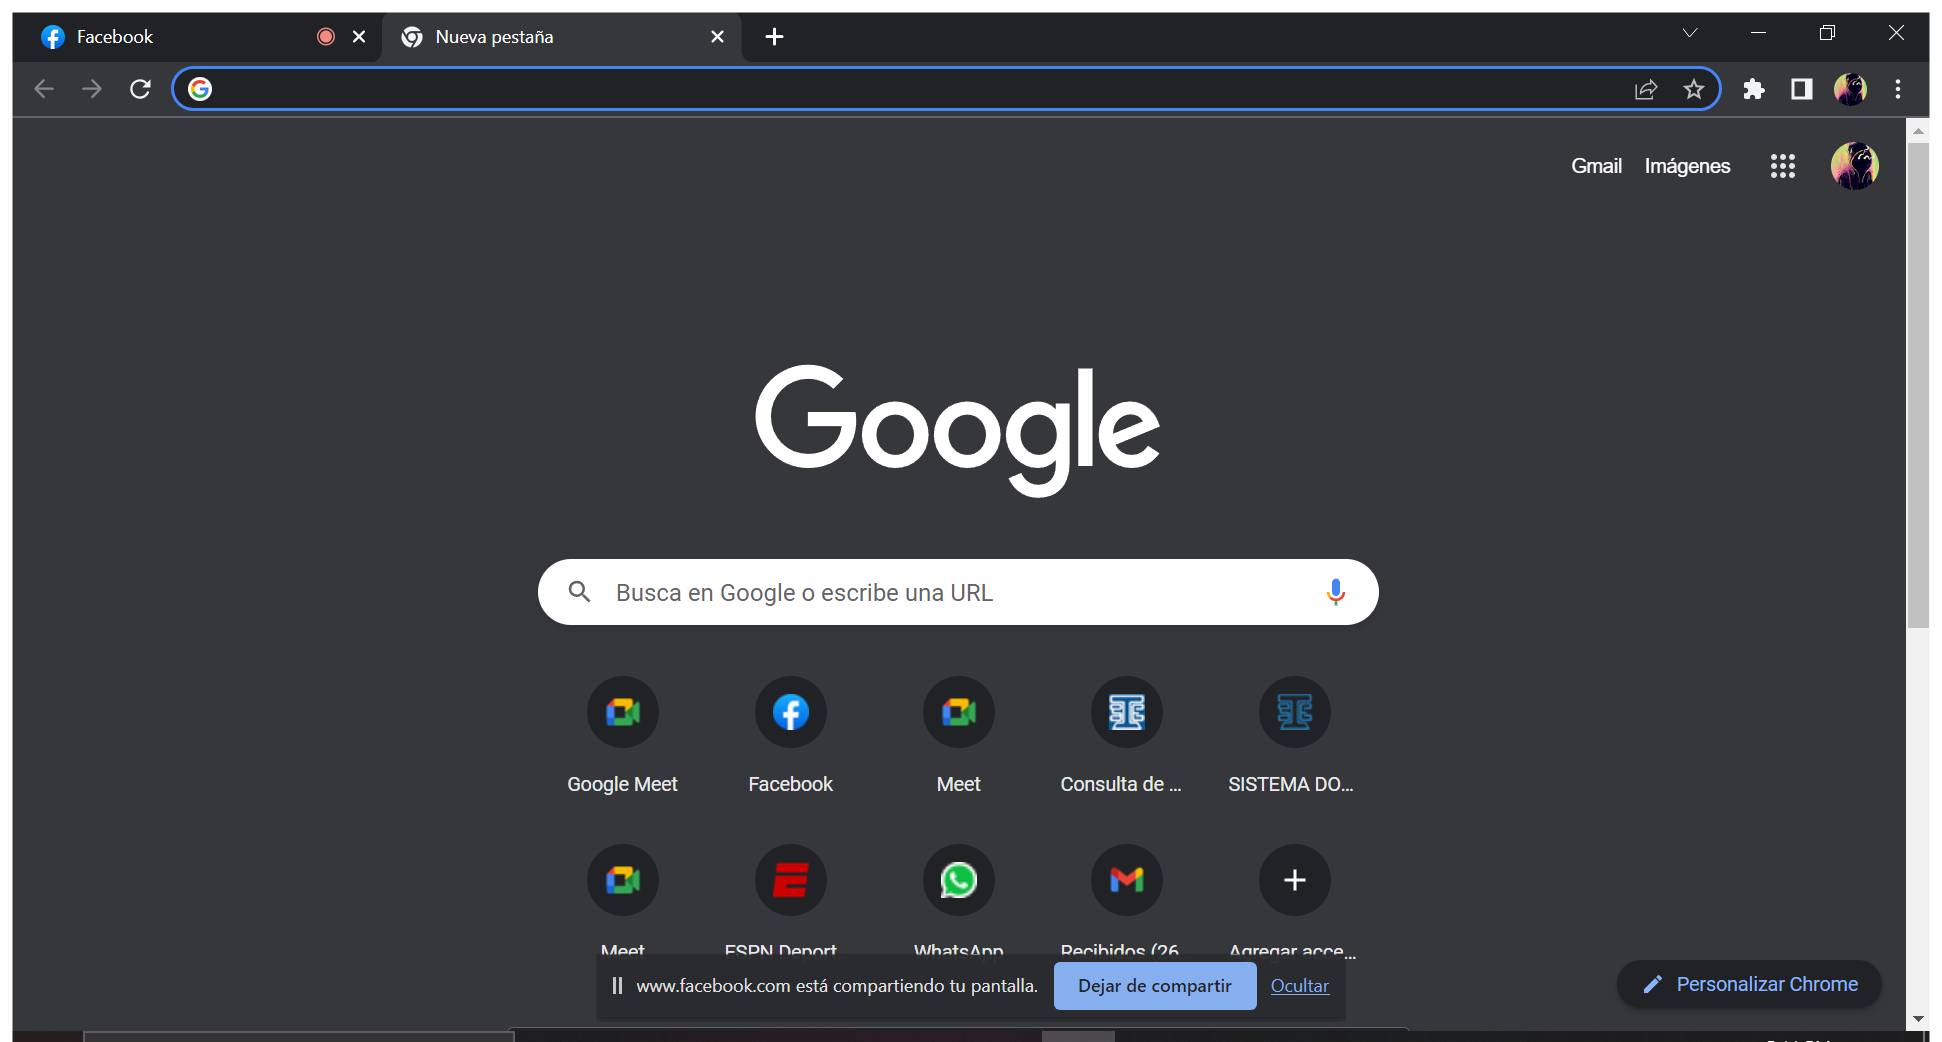 Facebook
Nueva pestaña
Gmail Imágenes
Google
Busca en Google o escribe una URL
Google Meet Facebook Meet Consulta de ... SISTEMA DO...
Meet ESPN Deport WhatsApp Recibidos (26 Agregar acce...
www.facebook.com está compartiendo tu pantalla. Dejar de compartir Ocultar
Personalizar Chrome